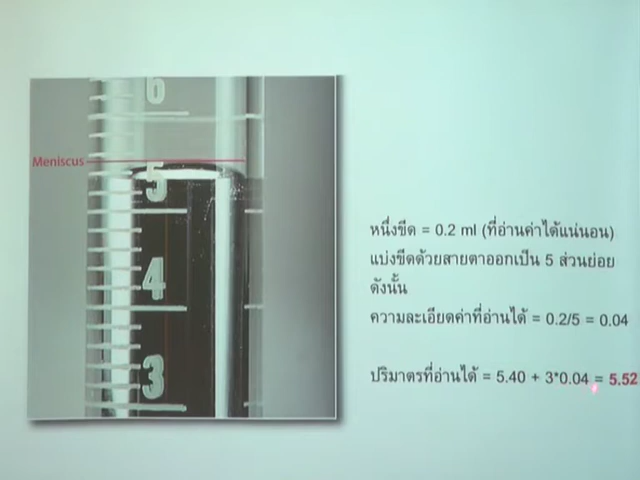 6
Meniscus
5
4
3
หนึ่งขีด = 0.2 ml (ที่อ่านค่าได้แน่นอน)
แบ่งขีดด้วยสายตาออกเป็น 5 ส่วนย่อย
ดังนั้น
ความละเอียดค่าที่อ่านได้ = 0.2/5 = 0.04
ปริมาตรที่อ่านได้ = 5.40 + 3*0.04 = 5.52